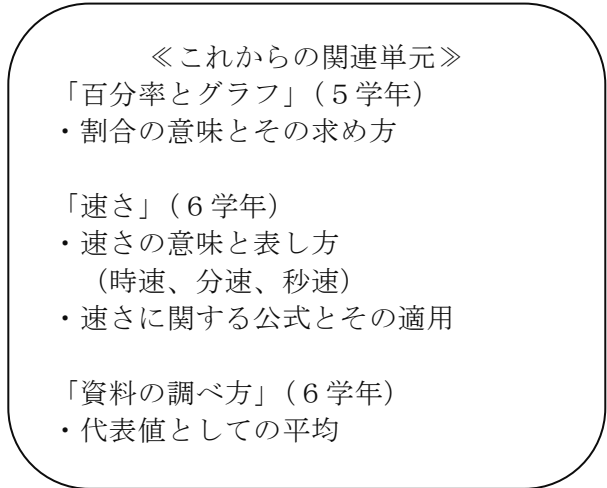 ≪これからの関連単元≫
「百分率とグラフ」（５学年）
・割合の意味とその求め方
「速さ」（６学年）
・速さの意味と表し方
（時速、分速、秒速）
・速さに関する公式とその適用
「資料の調べ方」（６学年）
・代表値としての平均